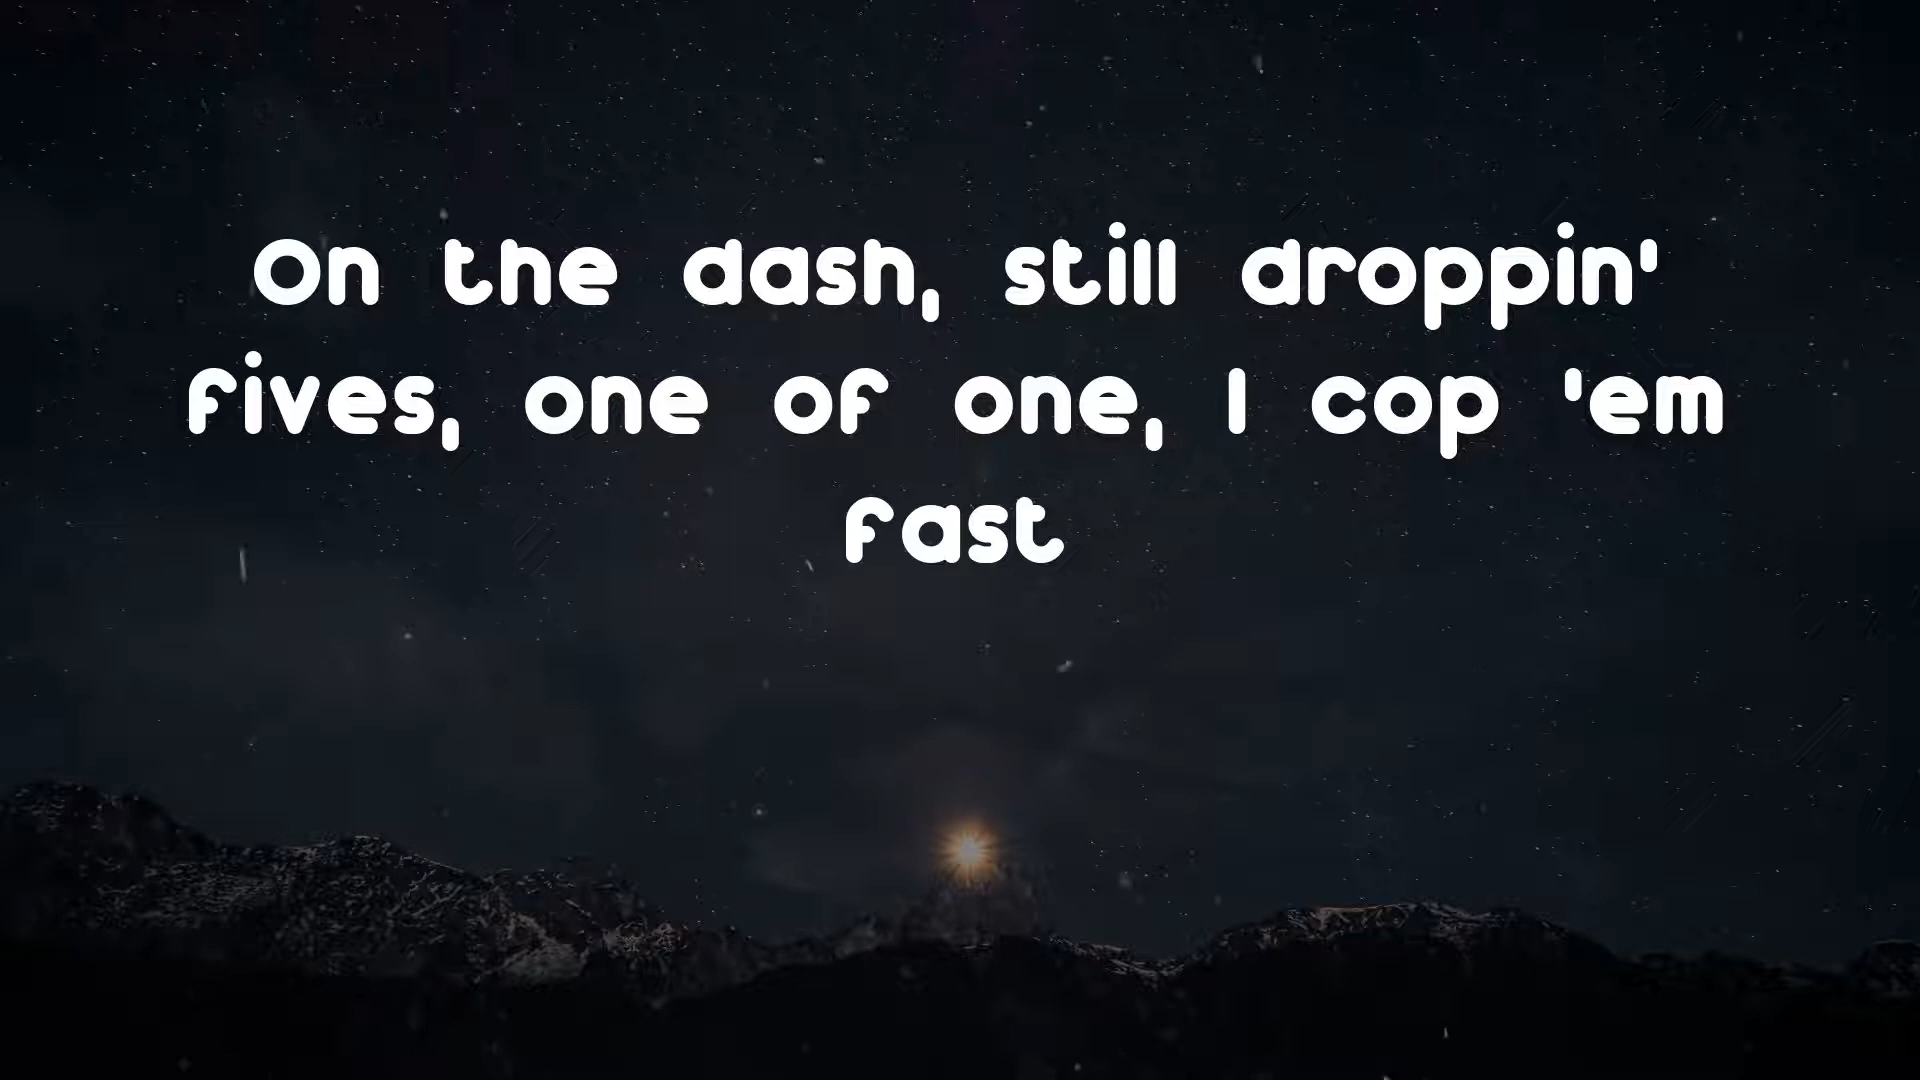 On the dash, still droppin'
fives, one of one, I cop 'em
fast